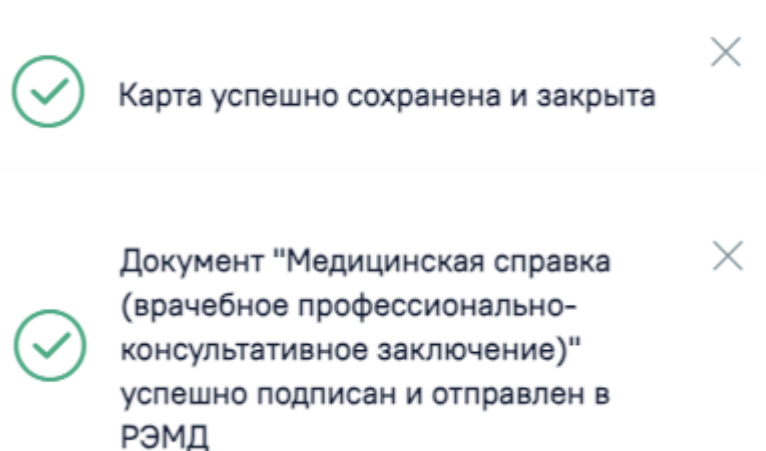 Карта успешно сохранена и закрыта
Документ "Медицинская справка
(врачебное профессионально-
консультативное заключение)"
успешно подписан и отправлен в
РЭМД